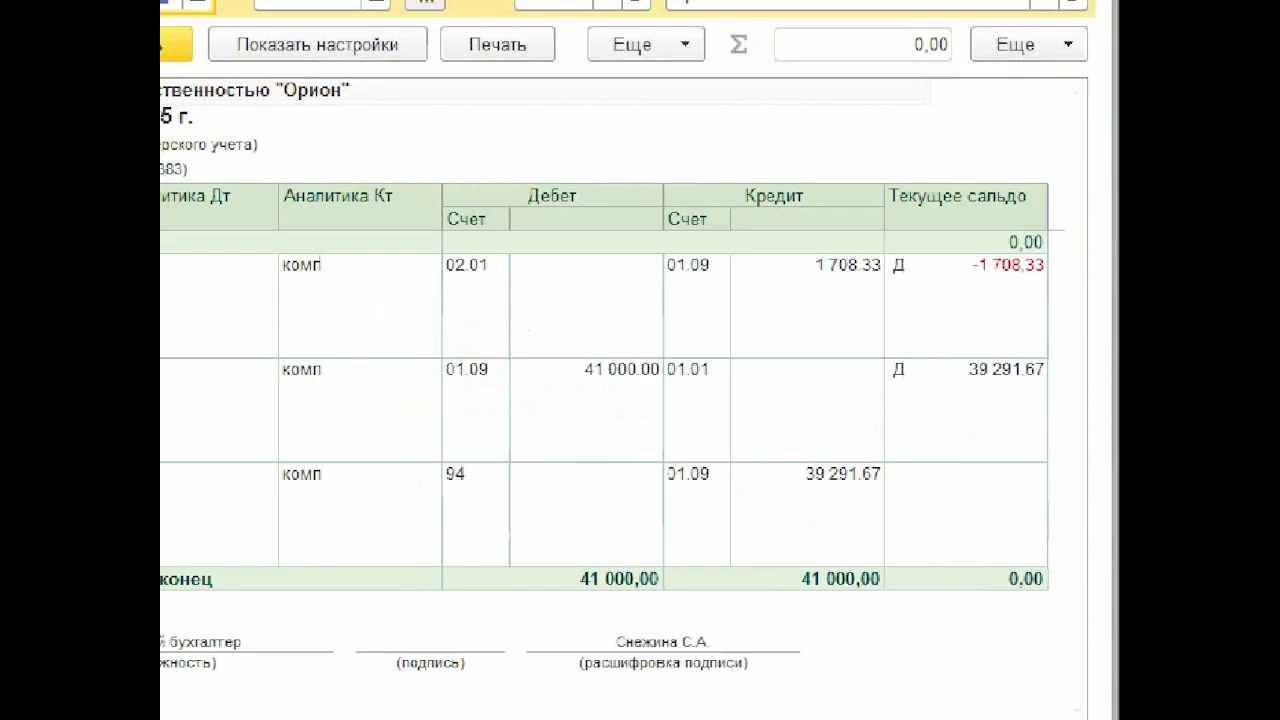 Показать настройки Печать Еще Σ 0,00 Еще
ственностью "Орион"
5 г.
рского учета)
383)
итика Дт Аналитика Кт Дебет Кредит Текущее сальдо
Счет Счет
0,00
комп 02.01 01.09 1 708.33 Д -1 708,33
комп 01.09 41 000.00 01.01 Д 39 291.67
комп 94 01.09 39 291.67
конец 41 000,00 41 000,00 0,00
й бухгалтер Снежина С.А.
жность) (подпись) (расшифровка подписи)